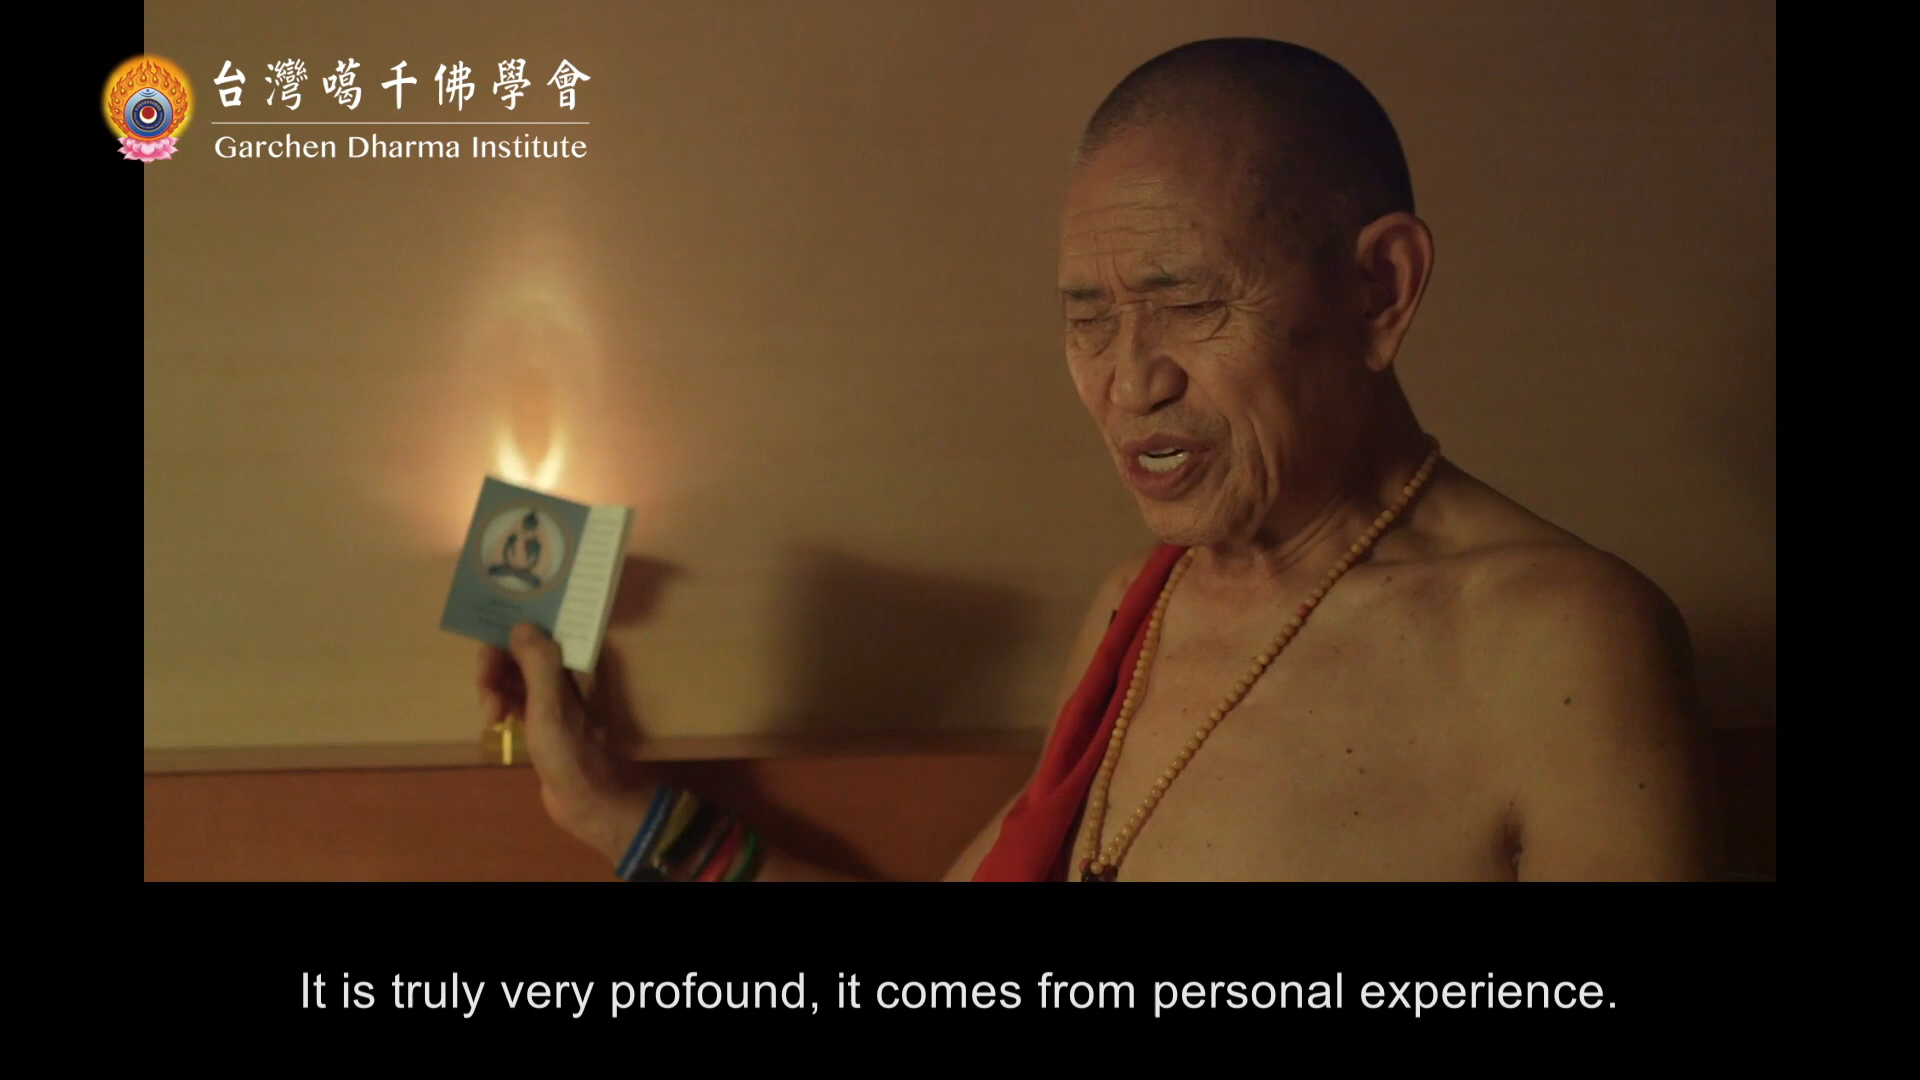 台灣噶千佛學會
Garchen Dharma Institute
It is truly very profound, it comes from personal experience.